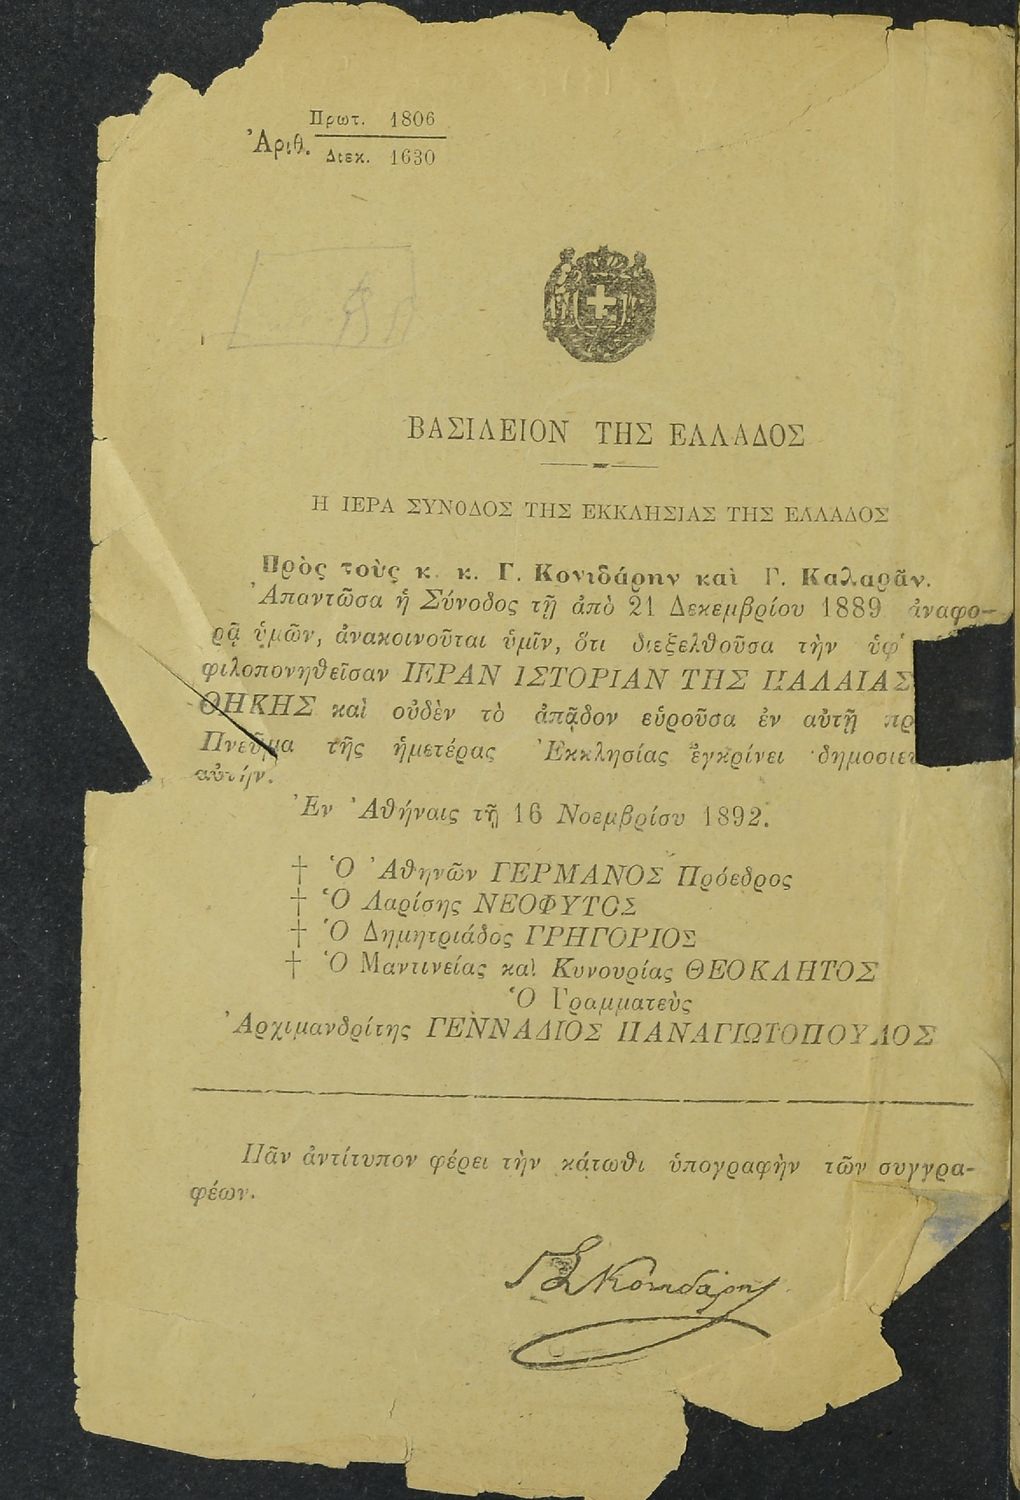 Ἀριθ. Πρωτ. 1806
Διεκ. 1630
ΒΑΣΙΛΕΙΟΝ ΤΗΣ ΕΛΛΑΔΟΣ
Η ΙΕΡΑ ΣΥΝΟΔΟΣ ΤΗΣ ΕΚΚΛΗΣΙΑΣ ΤΗΣ ΕΛΛΑΔΟΣ
Πρὸς τοὺς κ. κ. Γ. Κονιδάρην καὶ Γ. Καλαρᾶν.
Ἀπαντῶσα ἡ Σύνοδος τῇ ἀπὸ 21 Δεκεμβρίου 1889 ἀναφο-
ρᾷ ὑμῶν, ἀνακοινοῦται ὑμῖν, ὅτι διεξελθοῦσα τὴν ὑφ'
φιλοπονηθεῖσαν ΙΕΡΑΝ ΙΣΤΟΡΙΑΝ ΤΗΣ ΠΑΛΑΙΑΣ
ΘΗΚΗΣ καὶ οὐδὲν τὸ ἀπᾷδον εὑροῦσα ἐν αὐτῇ πρ
Πνεῦμα τῆς ἡμετέρας Ἐκκλησίας ἐγκρίνει δημοσιευ
αὐτήν.
Ἐν Ἀθήναις τῇ 16 Νοεμβρίου 1892.
† Ὁ Ἀθηνῶν ΓΕΡΜΑΝΟΣ Πρόεδρος
† Ὁ Λαρίσης ΝΕΟΦΥΤΟΣ
† Ὁ Δημητριάδος ΓΡΗΓΟΡΙΟΣ
† Ὁ Μαντινείας καὶ Κυνουρίας ΘΕΟΚΛΗΤΟΣ
Ὁ Γραμματεὺς
Ἀρχιμανδρίτης ΓΕΝΝΑΔΙΟΣ ΠΑΝΑΓΙΩΤΟΠΟΥΛΟΣ
Πᾶν ἀντίτυπον φέρει τὴν κάτωθι ὑπογραφὴν τῶν συγγρα-
φέων.
Κονιδάρης